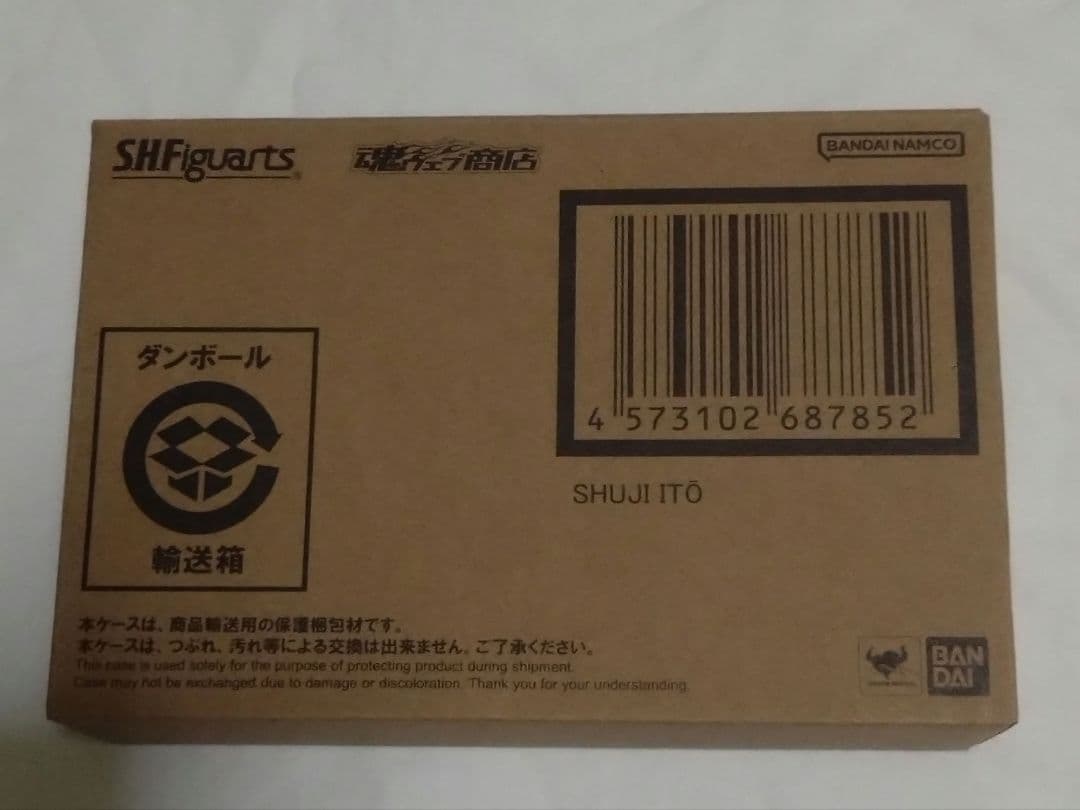 S.H.Figuarts
魂ウェブ商店
BANDAI NAMCO
4 573102 687852
SHUJI ITŌ
ダンボール
輸送箱
本ケースは、商品輸送用の保護梱包材です。
本ケースは、つぶれ、汚れ等による交換は出来ません。ご了承ください。
This case is used solely for the purpose of protecting product during shipment.
Case may not be exchanged due to damage or discoloration. Thank you for your understanding.
BAN
DAI